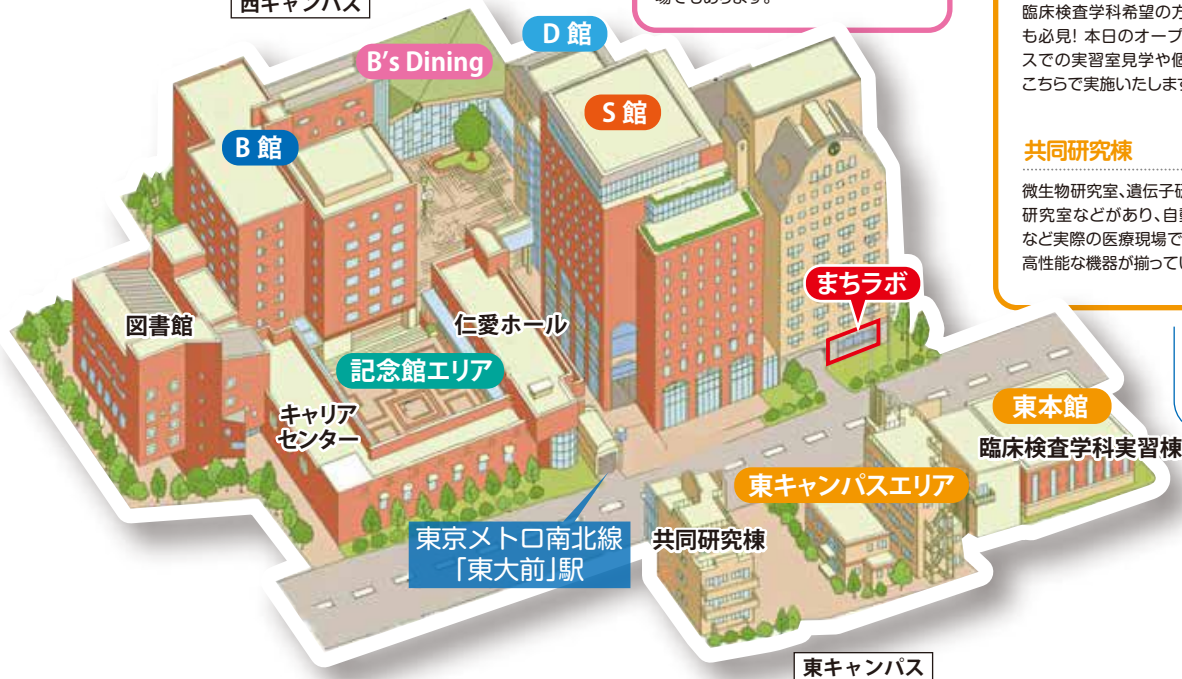 西キャンパス
場でもあります。
臨床検査学科希望の方
も必見! 本日のオープ
スでの実習室見学や個
こちらで実施いたします
共同研究棟
微生物研究室、遺伝子研
研究室などがあり、自動
など実際の医療現場で
高性能な機器が揃ってい
D 館
B's Dining
S 館
B 館
まちラボ
図書館
仁愛ホール
記念館エリア
キャリア
センター
東本館
臨床検査学科実習棟
東キャンパスエリア
東京メトロ南北線
「東大前」駅
共同研究棟
東キャンパス